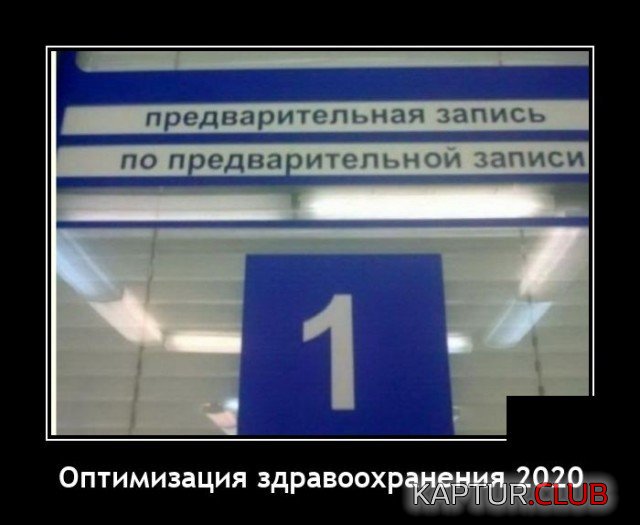 предварительная запись
по предварительной записи
1
Оптимизация здравоохранения 2020
KAPTUR.CLUB